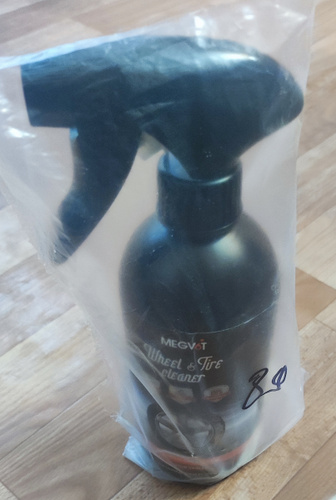 MEGVIT
Wheel & Tire
cleaner